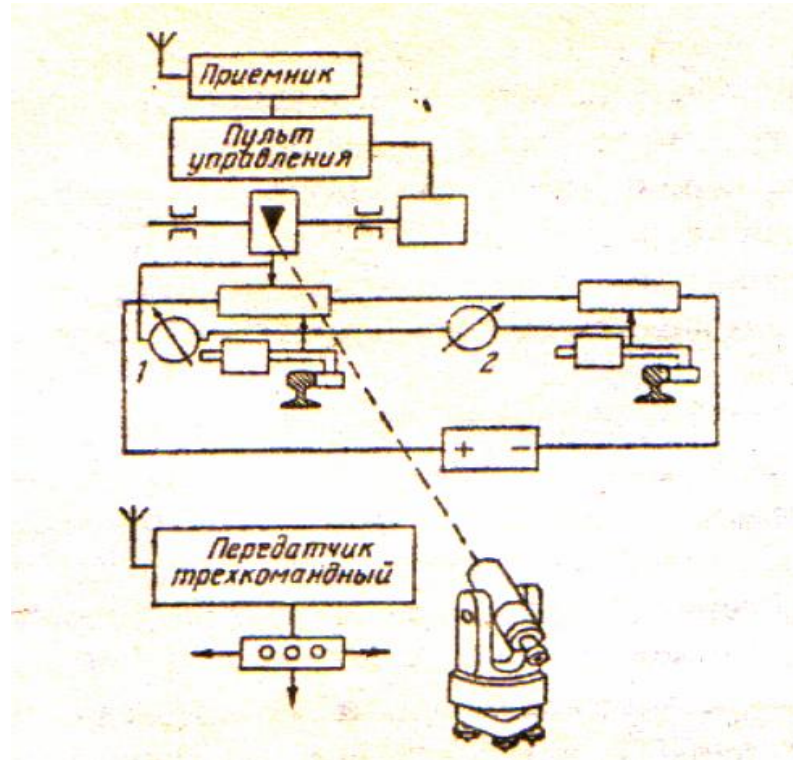 Приемник
Пульт
управления
1
2
+ −
Передатчик
трехкомандный